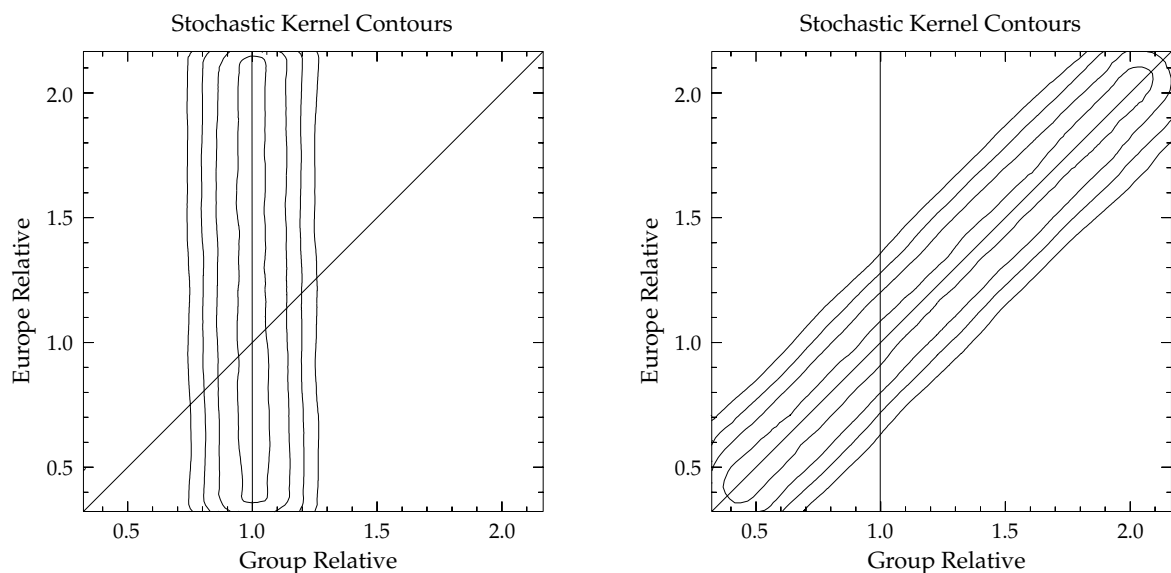 Stochastic Kernel Contours
Europe Relative
2.0
1.5
1.0
0.5
0.5 1.0 1.5 2.0
Group Relative
Stochastic Kernel Contours
Europe Relative
2.0
1.5
1.0
0.5
0.5 1.0 1.5 2.0
Group Relative